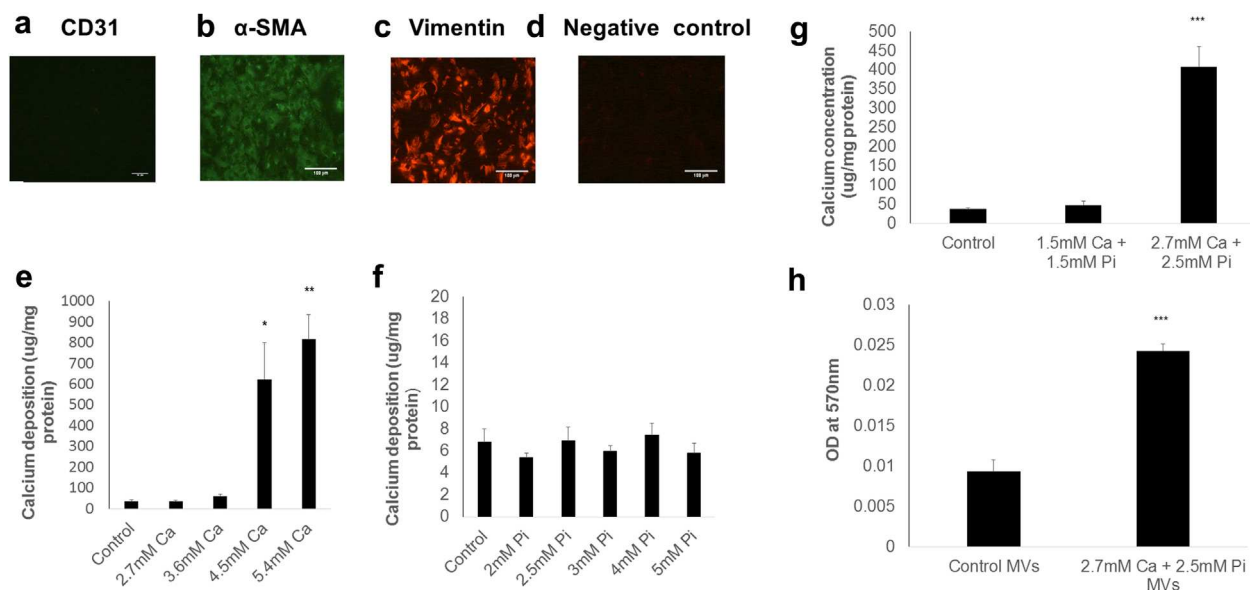 a CD31
b α-SMA
c Vimentin
d Negative control
100 µm
100 µm
100 µm
e
Calcium deposition (ug/mg
protein)
1000
900
800
700
600
500
400
300
200
100
0
*
**
Control
2.7mM Ca
3.6mM Ca
4.5mM Ca
5.4mM Ca
f
Calcium deposition (ug/mg
protein)
20
18
16
14
12
10
8
6
4
2
0
Control
2mM Pi
2.5mM Pi
3mM Pi
4mM Pi
5mM Pi
g
Calcium concentration
(ug/mg protein)
500
450
400
350
300
250
200
150
100
50
0
***
Control
1.5mM Ca +
1.5mM Pi
2.7mM Ca +
2.5mM Pi
h
OD at 570nm
0.03
0.025
0.02
0.015
0.01
0.005
0
***
Control MVs
2.7mM Ca + 2.5mM Pi
MVs